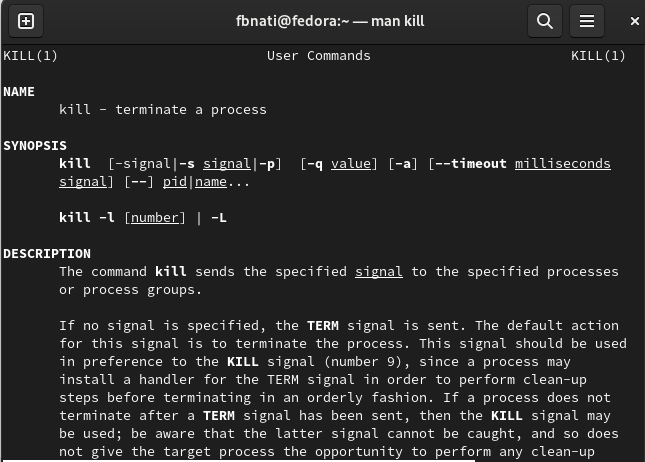 fbnati@fedora:~ — man kill
KILL(1) User Commands KILL(1)
NAME
kill - terminate a process
SYNOPSIS
kill [-signal|-s signal|-p] [-q value] [-a] [--timeout milliseconds
signal] [--] pid|name...
kill -l [number] | -L
DESCRIPTION
The command kill sends the specified signal to the specified processes
or process groups.
If no signal is specified, the TERM signal is sent. The default action
for this signal is to terminate the process. This signal should be used
in preference to the KILL signal (number 9), since a process may
install a handler for the TERM signal in order to perform clean-up
steps before terminating in an orderly fashion. If a process does not
terminate after a TERM signal has been sent, then the KILL signal may
be used; be aware that the latter signal cannot be caught, and so does
not give the target process the opportunity to perform any clean-up